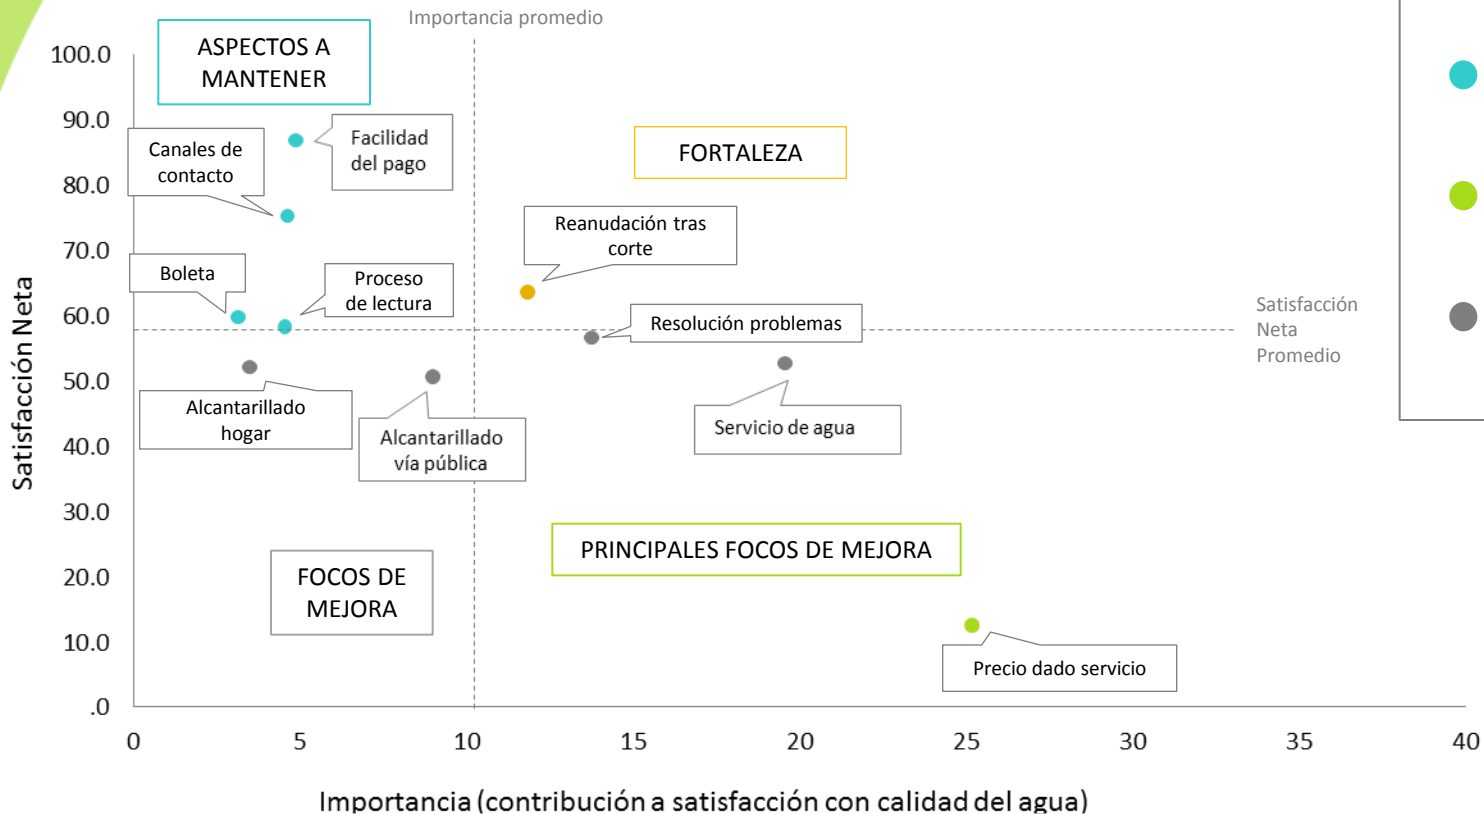 Importancia promedio
ASPECTOS A
MANTENER
100.0
90.0
80.0
70.0
60.0
50.0
40.0
30.0
20.0
10.0
.0
Satisfacción Neta
Facilidad
del pago
Canales de
contacto
FORTALEZA
Reanudación tras
corte
Boleta
Proceso
de lectura
Resolución problemas
Satisfacción
Neta
Promedio
Alcantarillado
hogar
Alcantarillado
vía pública
Servicio de agua
PRINCIPALES FOCOS DE MEJORA
FOCOS DE
MEJORA
Precio dado servicio
0
5
10
15
20
25
30
35
40
Importancia (contribución a satisfacción con calidad del agua)